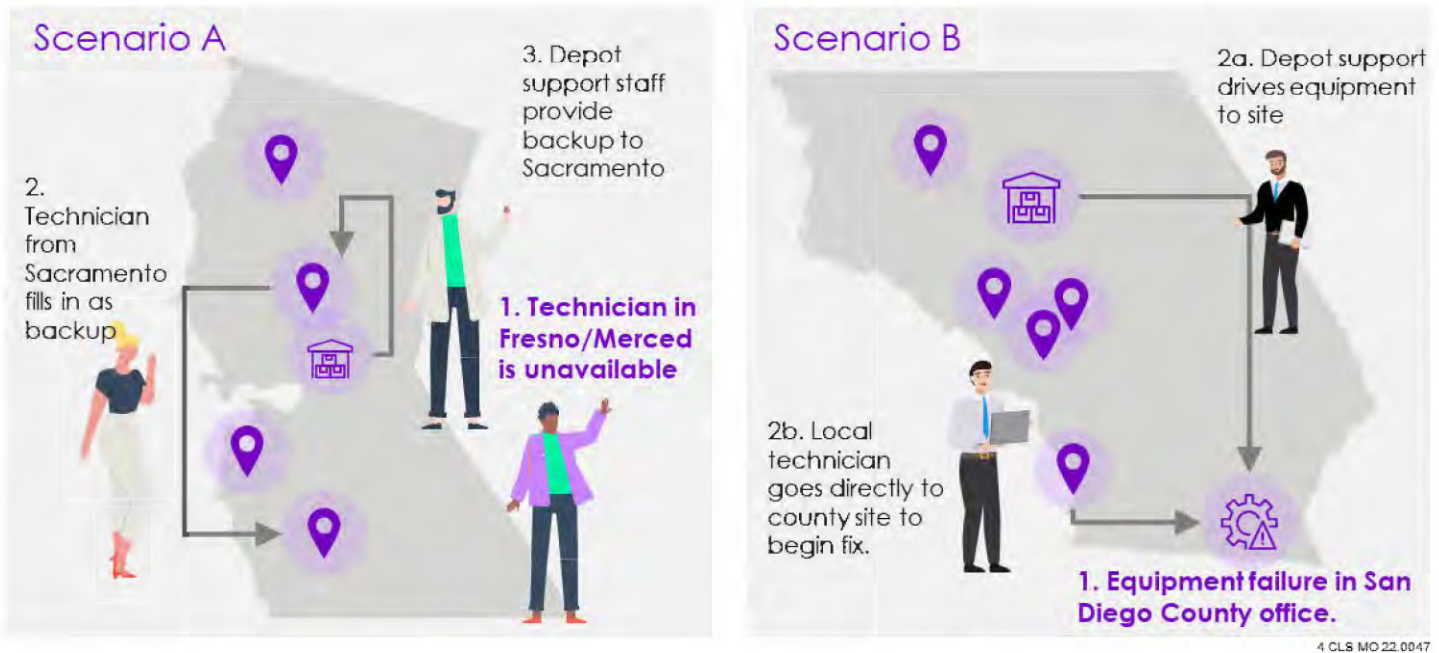 Scenario A
3. Depot
support staff
provide
backup to
Sacramento
2.
Technician
from
Sacramento
fills in as
backup
1. Technician in
Fresno/Merced
is unavailable
Scenario B
2a. Depot support
drives equipment
to site
2b. Local
technician
goes directly to
county site to
begin fix.
1. Equipment failure in San
Diego County office.
4 CLS MO 22.0047